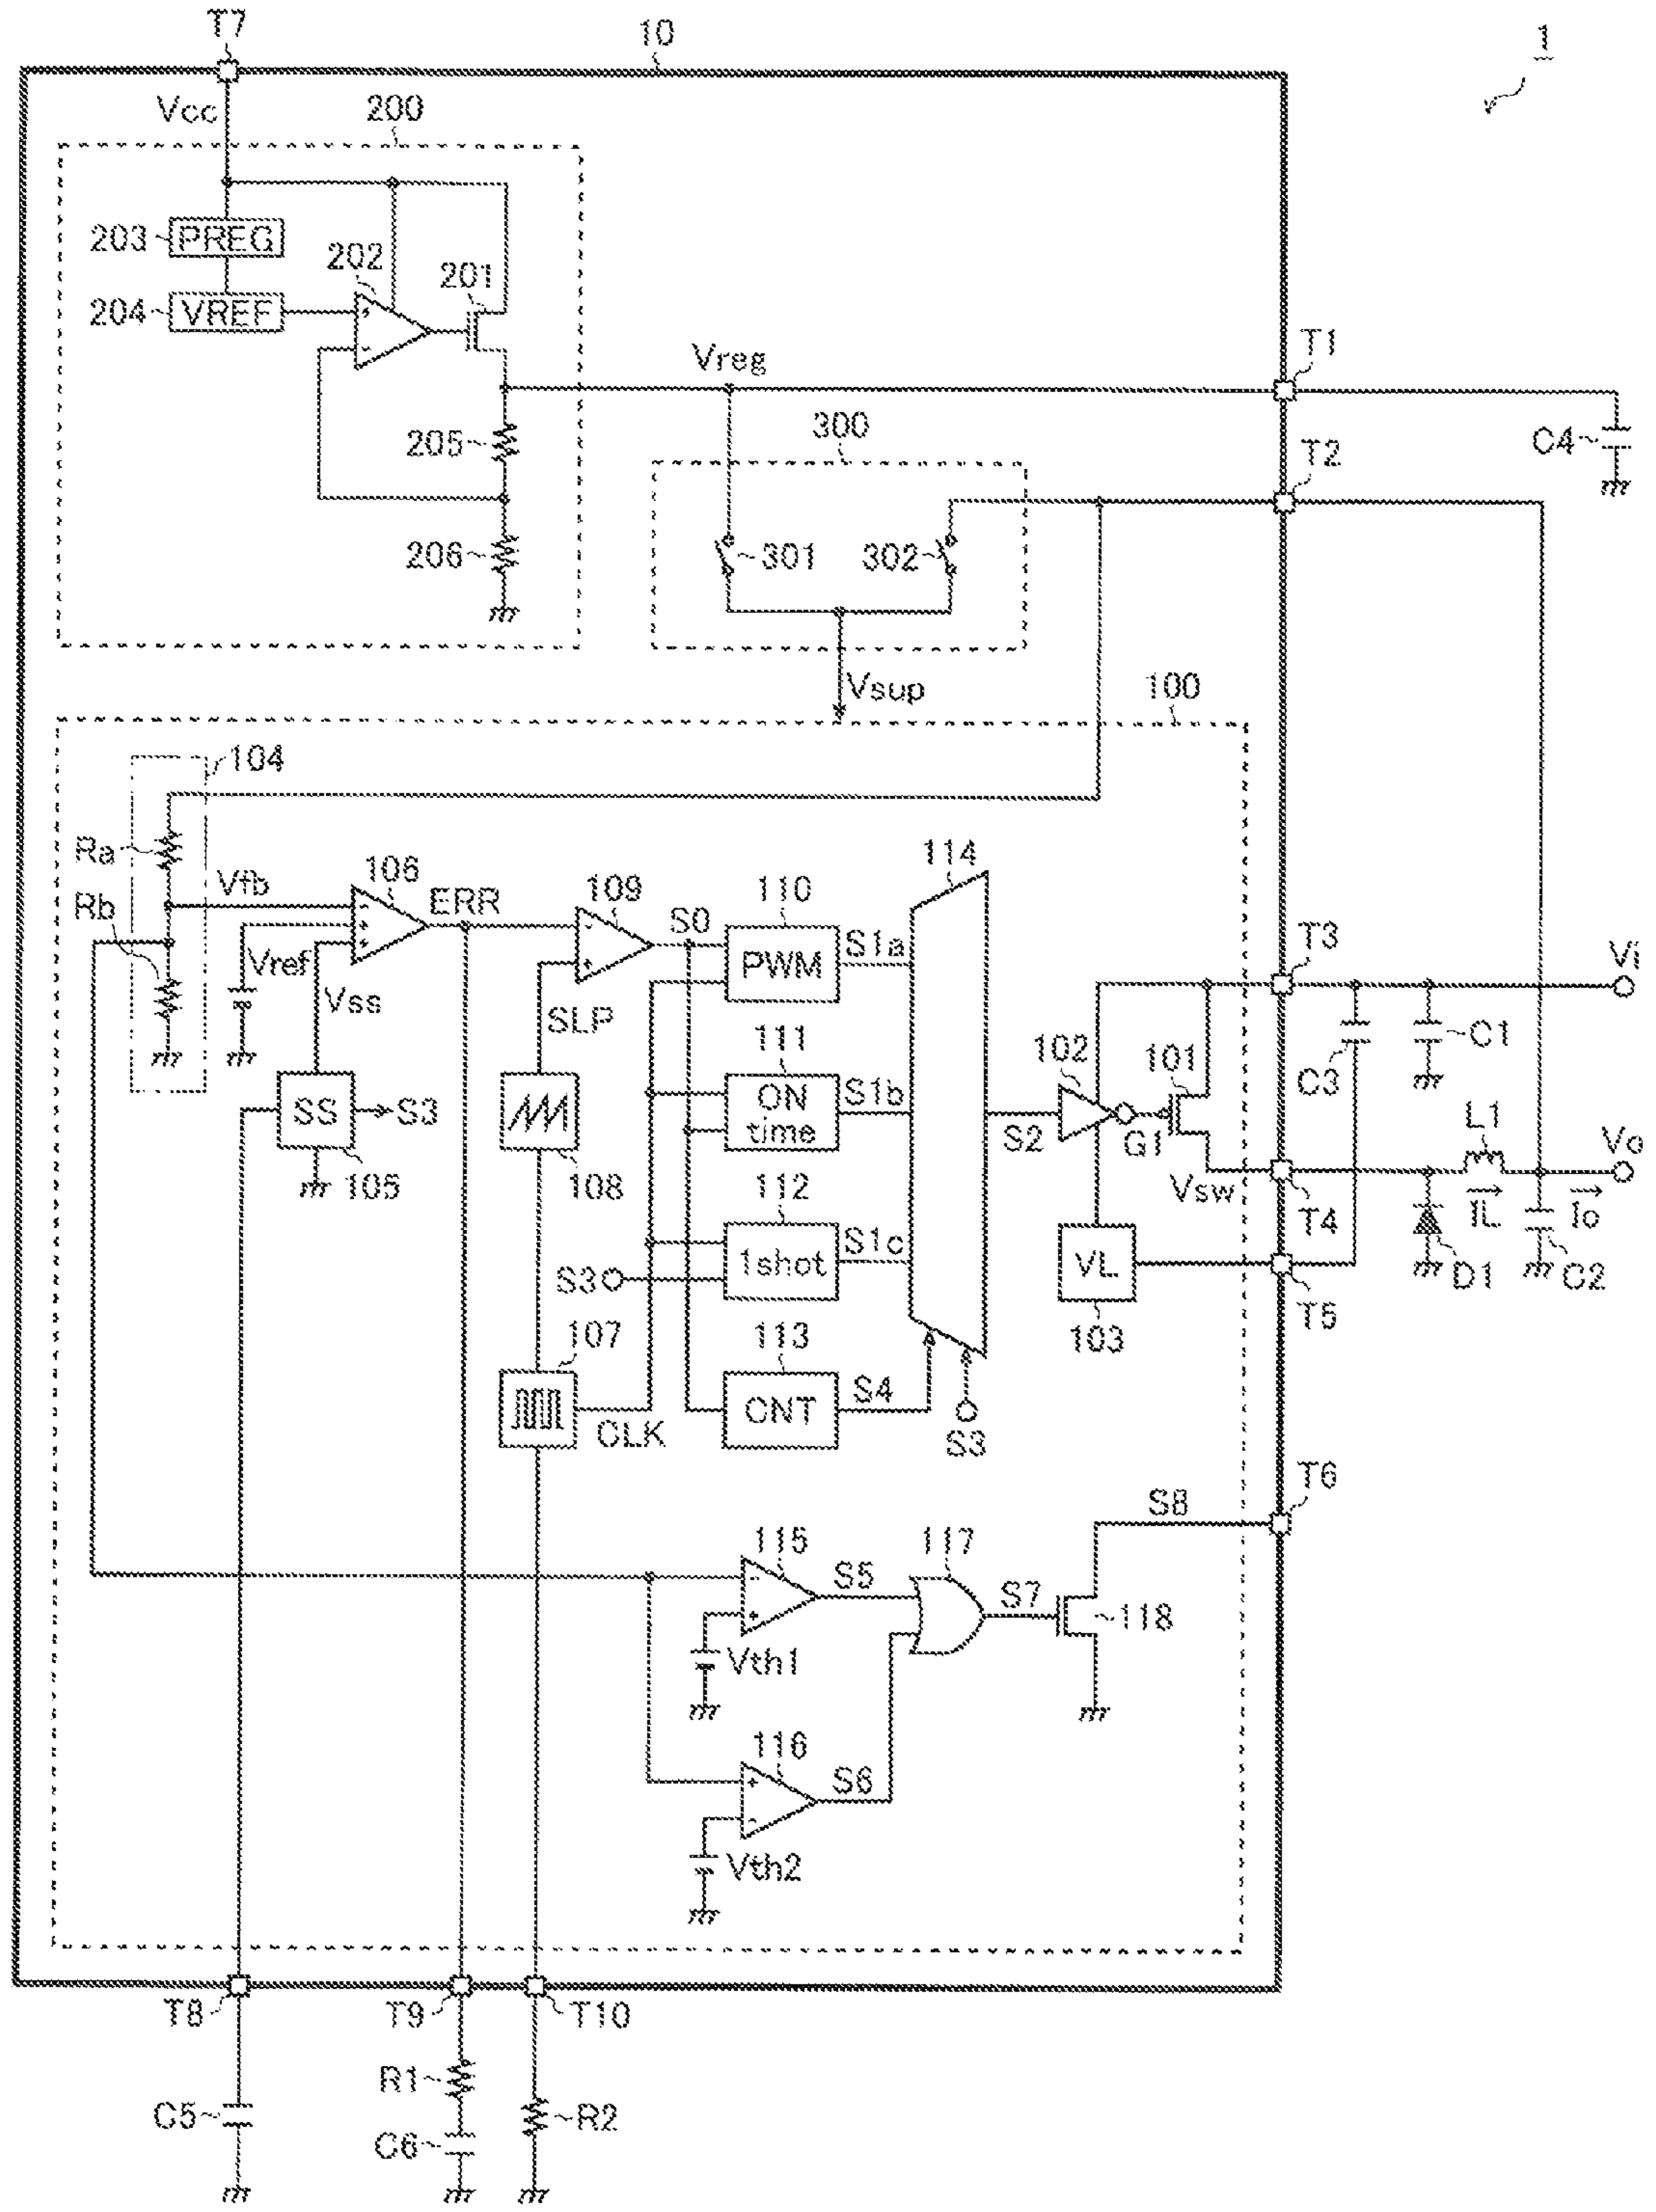 T7
10
1
Vcc
200
203
PREG
202
201
204
VREF
Vreg
T1
205
300
T2
C4
206
301
302
Vsup
100
104
Ra
Vfb
106
ERR
109
S0
110
114
Rb
PWM
S1a
T3
Vi
Vref
Vss
SLP
111
102
101
C3
C1
SS
S3
ON
time
S1b
S2
G1
L1
Vo
105
108
112
Vsw
T4
IL
Io
S3
1shot
S1c
VL
D1
C2
107
113
103
T5
CLK
CNT
S4
S3
T6
S8
115
S5
117
S7
118
Vth1
116
S6
Vth2
T8
T9
T10
R1
C5
R2
C6